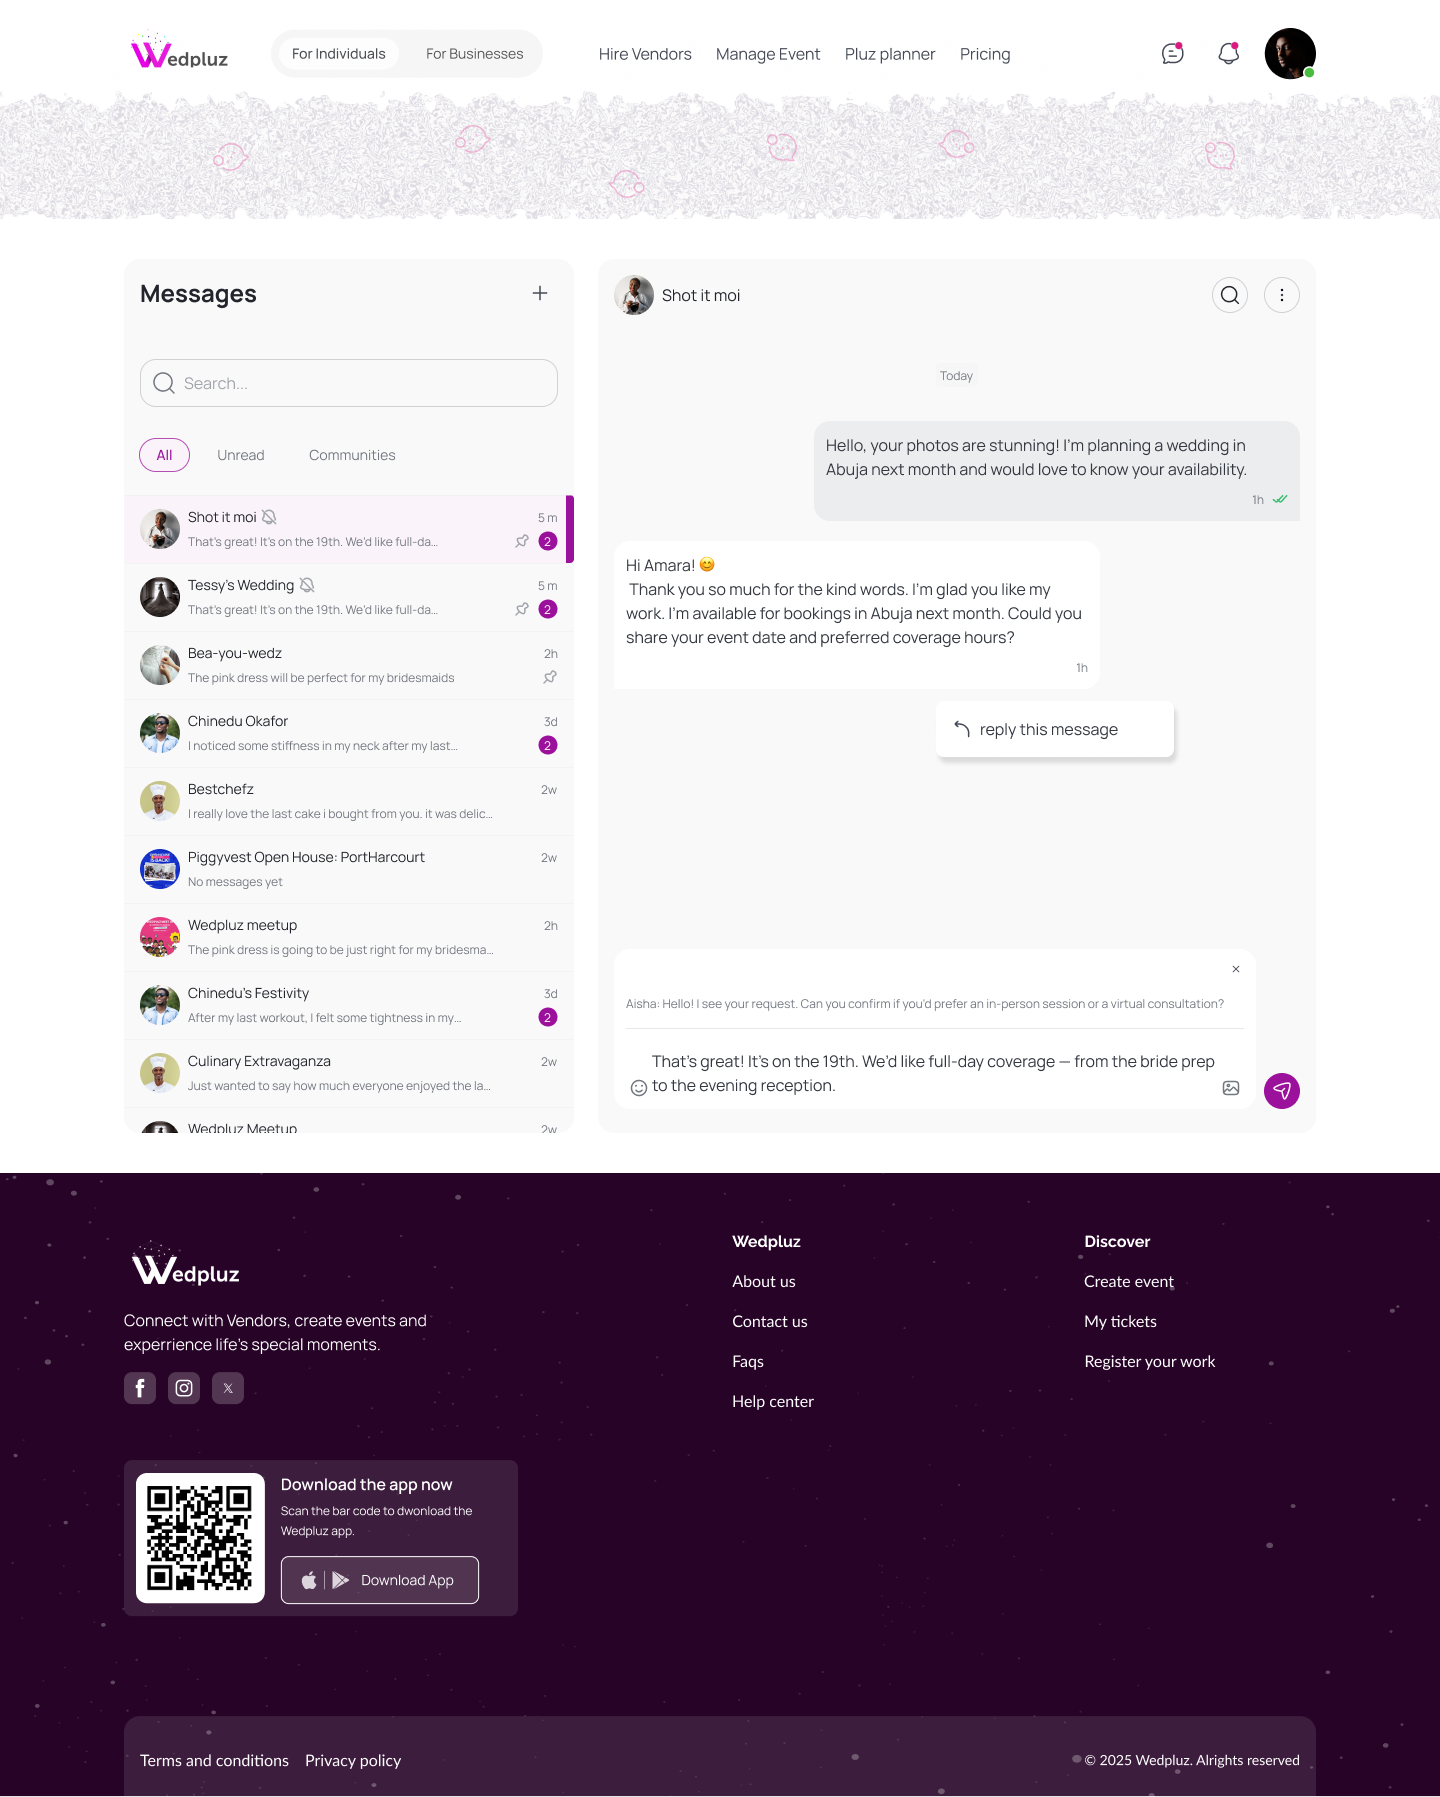 Wedpluz
For Individuals
For Businesses
Hire Vendors
Manage Event
Pluz planner
Pricing
Messages
Search...
All
Unread
Communities
Shot it moi
5 m
That's great! It's on the 19th. We'd like full-da...
2
Tessy's Wedding
5 m
That's great! It's on the 19th. We'd like full-da...
2
Bea-you-wedz
2h
The pink dress will be perfect for my bridesmaids
Chinedu Okafor
3d
I noticed some stiffness in my neck after my last...
2
Bestchefz
2w
I really love the last cake i bought from you. it was delic...
Piggyvest Open House: PortHarcourt
2w
No messages yet
Wedpluz meetup
2h
The pink dress is going to be just right for my bridesma...
Chinedu's Festivity
3d
After my last workout, I felt some tightness in my...
2
Culinary Extravaganza
2w
Just wanted to say how much everyone enjoyed the la...
Wedpluz Meetup
2w
Shot it moi
Today
Hello, your photos are stunning! I'm planning a wedding in
Abuja next month and would love to know your availability.
1h
Hi Amara! 😊
Thank you so much for the kind words. I'm glad you like my
work. I'm available for bookings in Abuja next month. Could you
share your event date and preferred coverage hours?
1h
reply this message
Aisha: Hello! I see your request. Can you confirm if you'd prefer an in-person session or a virtual consultation?
That's great! It's on the 19th. We'd like full-day coverage — from the bride prep
to the evening reception.
Wedpluz
Connect with Vendors, create events and
experience life's special moments.
Download the app now
Scan the bar code to dwonload the
Wedpluz app.
Download App
Wedpluz
About us
Contact us
Faqs
Help center
Discover
Create event
My tickets
Register your work
Terms and conditions
Privacy policy
© 2025 Wedpluz. Alrights reserved